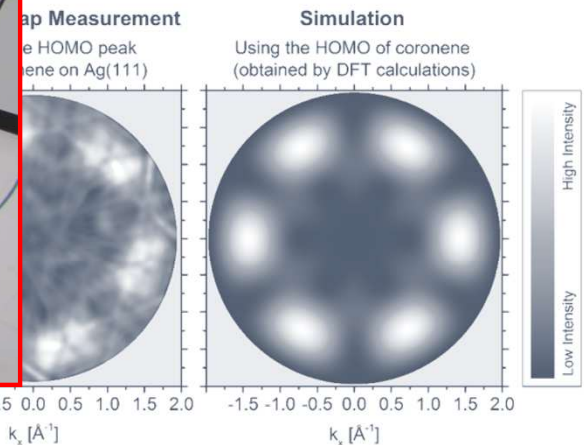 ap Measurement
e HOMO peak
nene on Ag(111)
Simulation
Using the HOMO of coronene
(obtained by DFT calculations)
High Intensity
Low Intensity
5 0.0 0.5 1.0 1.5 2.0
-1.5 -1.0 -0.5 0.0 0.5 1.0 1.5 2.0
kₓ [Å⁻¹]
kₓ [Å⁻¹]